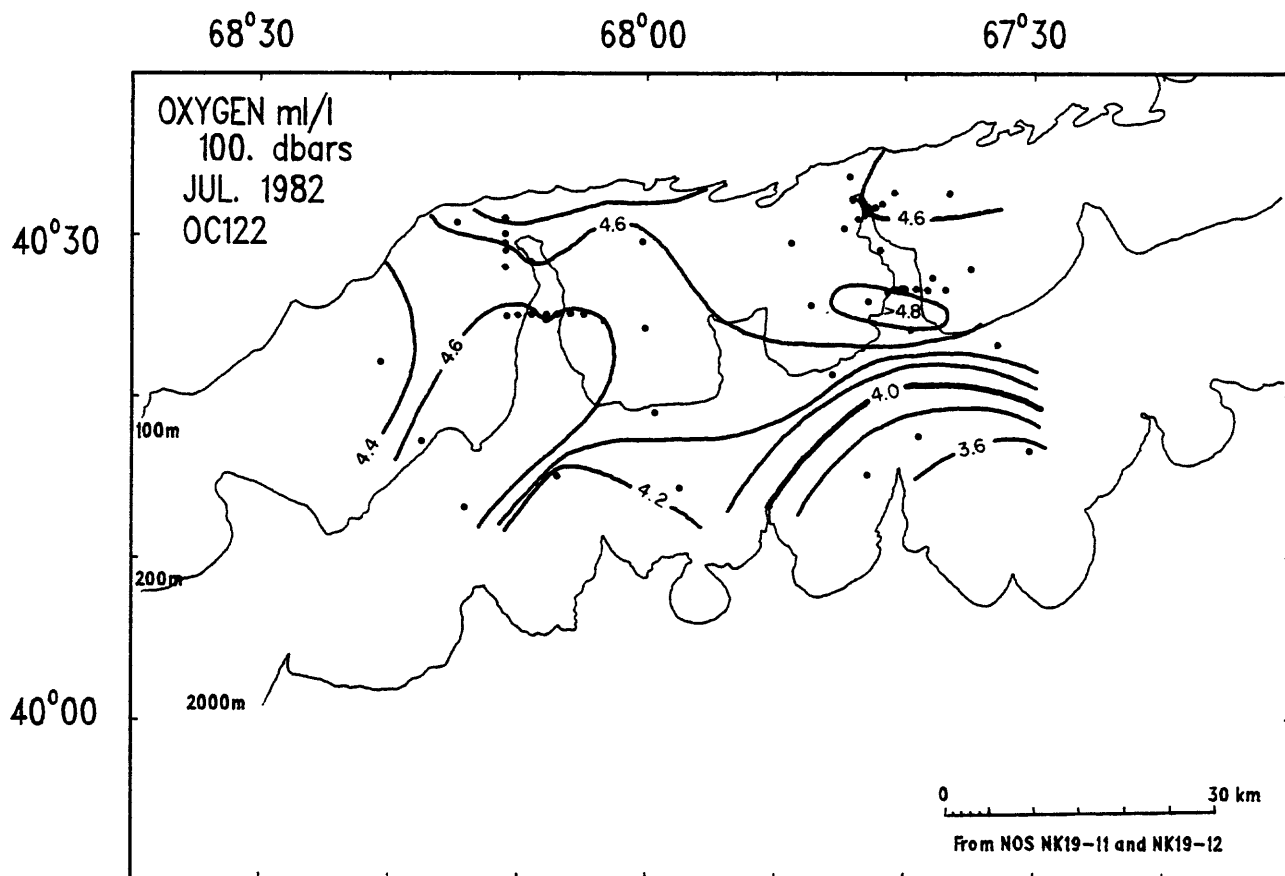 68°30 68°00 67°30
OXYGEN ml/l
100. dbars
JUL. 1982
OC122
40°30
4.6
4.6
>4.8
4.6
4.0
100m
4.4
3.6
4.2
200m
2000m
40°00
0 30 km
From NOS NK19-11 and NK19-12